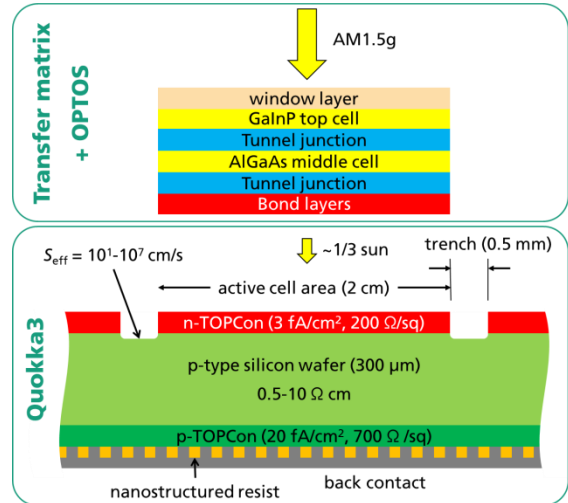 Transfer matrix
+ OPTOS
AM1.5g
window layer
GaInP top cell
Tunnel junction
AlGaAs middle cell
Tunnel junction
Bond layers
Quokka3
Seff = 10¹-10⁷ cm/s
~1/3 sun
trench (0.5 mm)
active cell area (2 cm)
n-TOPCon (3 fA/cm², 200 Ω/sq)
p-type silicon wafer (300 µm)
0.5-10 Ω cm
p-TOPCon (20 fA/cm², 700 Ω /sq)
back contact
nanostructured resist